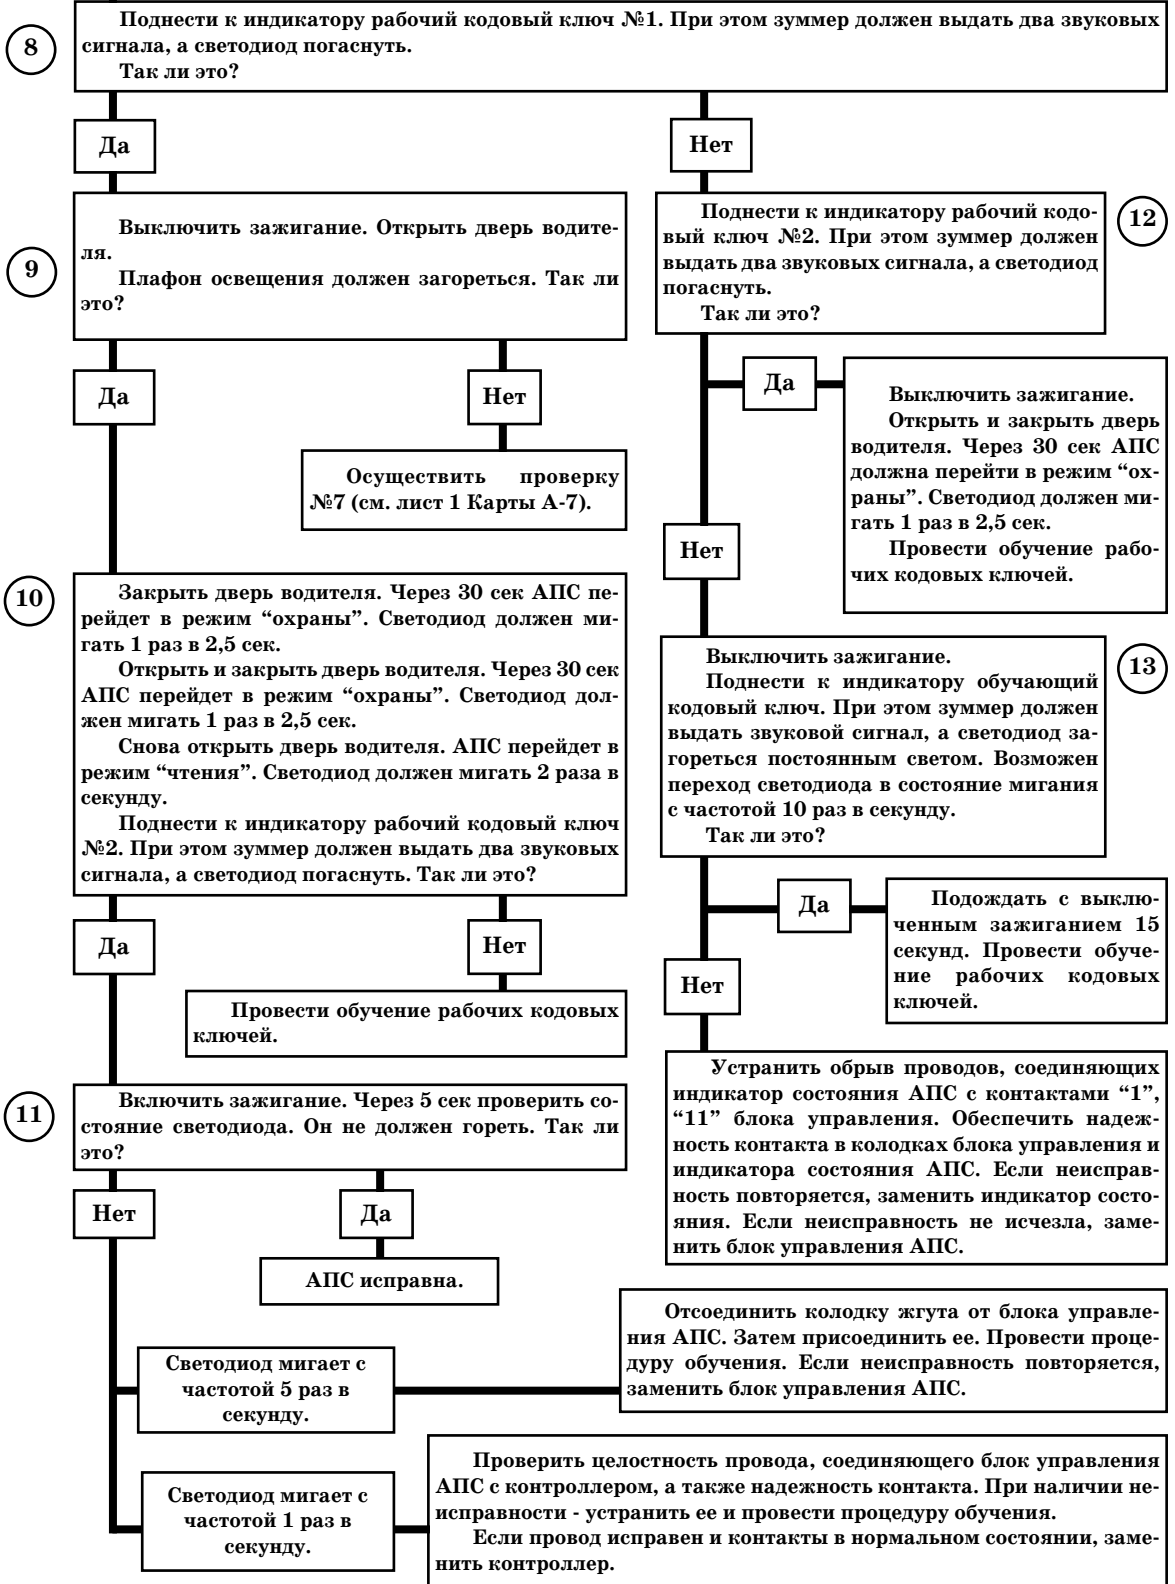 8
Поднести к индикатору рабочий кодовый ключ №1. При этом зуммер должен выдать два звуковых
сигнала, а светодиод погаснуть.
Так ли это?
Да
Нет
9
Выключить зажигание. Открыть дверь водите-
ля.
Плафон освещения должен загореться. Так ли
это?
12
Поднести к индикатору рабочий кодо-
вый ключ №2. При этом зуммер должен
выдать два звуковых сигнала, а светодиод
погаснуть.
Так ли это?
Да
Нет
Осуществить проверку
№7 (см. лист 1 Карты А-7).
Да
Выключить зажигание.
Открыть и закрыть дверь
водителя. Через 30 сек АПС
должна перейти в режим “ох-
раны”. Светодиод должен ми-
гать 1 раз в 2,5 сек.
Провести обучение рабо-
чих кодовых ключей.
Нет
10
Закрыть дверь водителя. Через 30 сек АПС пе-
рейдет в режим “охраны”. Светодиод должен ми-
гать 1 раз в 2,5 сек.
Открыть и закрыть дверь водителя. Через 30 сек
АПС перейдет в режим “охраны”. Светодиод дол-
жен мигать 1 раз в 2,5 сек.
Снова открыть дверь водителя. АПС перейдет в
режим “чтения”. Светодиод должен мигать 2 раза в
секунду.
Поднести к индикатору рабочий кодовый ключ
№2. При этом зуммер должен выдать два звуковых
сигнала, а светодиод погаснуть. Так ли это?
13
Выключить зажигание.
Поднести к индикатору обучающий
кодовый ключ. При этом зуммер должен
выдать звуковой сигнал, а светодиод за-
гореться постоянным светом. Возможен
переход светодиода в состояние мигания
с частотой 10 раз в секунду.
Так ли это?
Да
Нет
Провести обучение рабочих кодовых
ключей.
Да
Подождать с выклю-
ченным зажиганием 15
секунд. Провести обуче-
ние рабочих кодовых
ключей.
Нет
Устранить обрыв проводов, соединяющих
индикатор состояния АПС с контактами “1”,
“11” блока управления. Обеспечить надеж-
ность контакта в колодках блока управления и
индикатора состояния АПС. Если неисправ-
ность повторяется, заменить индикатор состо-
яния. Если неисправность не исчезла, заме-
нить блок управления АПС.
11
Включить зажигание. Через 5 сек проверить со-
стояние светодиода. Он не должен гореть. Так ли
это?
Нет
Да
АПС исправна.
Светодиод мигает с
частотой 5 раз в
секунду.
Отсоединить колодку жгута от блока управле-
ния АПС. Затем присоединить ее. Провести проце-
дуру обучения. Если неисправность повторяется,
заменить блок управления АПС.
Светодиод мигает с
частотой 1 раз в
секунду.
Проверить целостность провода, соединяющего блок управления
АПС с контроллером, а также надежность контакта. При наличии не-
исправности - устранить ее и провести процедуру обучения.
Если провод исправен и контакты в нормальном состоянии, заме-
нить контроллер.